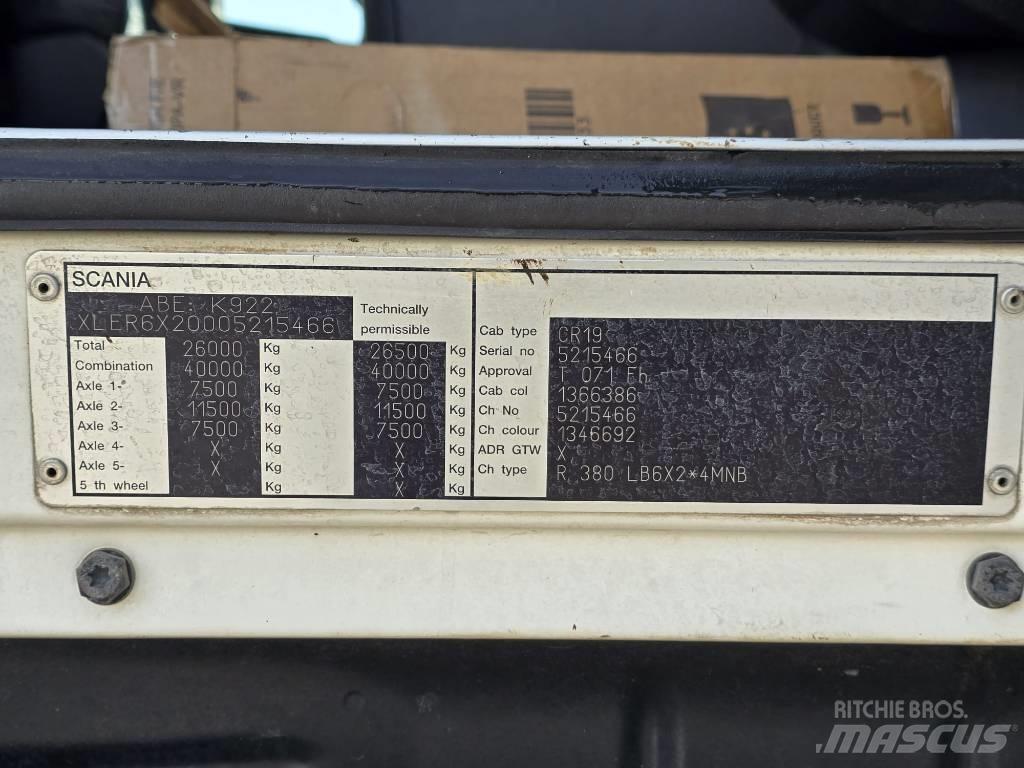 SCANIA
ABE: K922
XLER6X20005215466
Technically
permissible
Total 26000 Kg 26500 Kg
Combination 40000 Kg 40000 Kg
Axle 1- 7500 Kg 7500 Kg
Axle 2- 11500 Kg 11500 Kg
Axle 3- 7500 Kg 7500 Kg
Axle 4- X Kg X Kg
Axle 5- X Kg X Kg
5 th wheel Kg X Kg
Cab type CR19
Serial no 5215466
Approval T 071 Eh
Cab col 1366386
Ch No 5215466
Ch colour 1346692
ADR GTW X
Ch type R 380 LB6X2*4MNB
RITCHIE BROS.
MASCUS